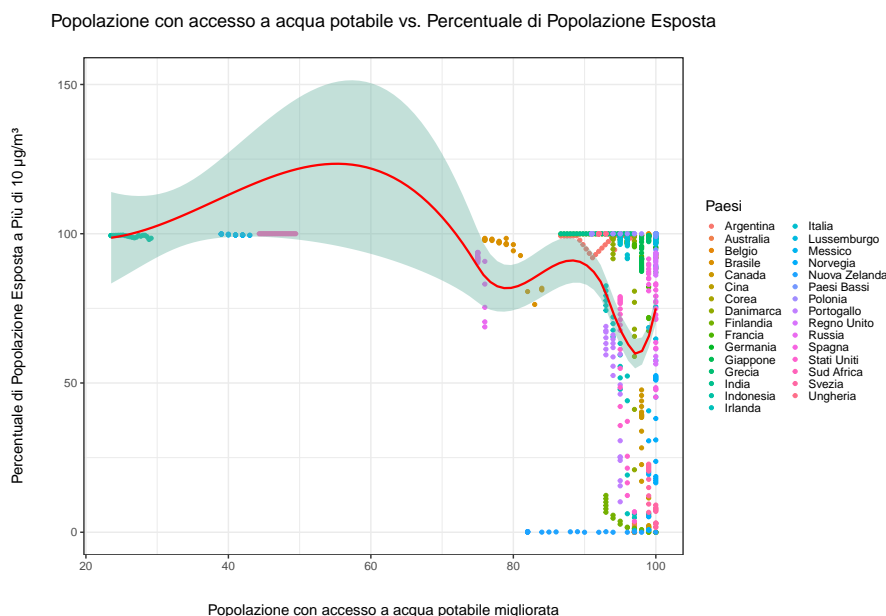 Popolazione con accesso a acqua potabile vs. Percentuale di Popolazione Esposta
Percentuale di Popolazione Esposta a Più di 10 µg/m³
150
100
50
0
20
40
60
80
100
Popolazione con accesso a acqua potabile migliorata
Paesi
Argentina
Australia
Belgio
Brasile
Canada
Cina
Corea
Danimarca
Finlandia
Francia
Germania
Giappone
Grecia
India
Indonesia
Irlanda
Italia
Lussemburgo
Messico
Norvegia
Nuova Zelanda
Paesi Bassi
Polonia
Portogallo
Regno Unito
Russia
Spagna
Stati Uniti
Sud Africa
Svezia
Ungheria